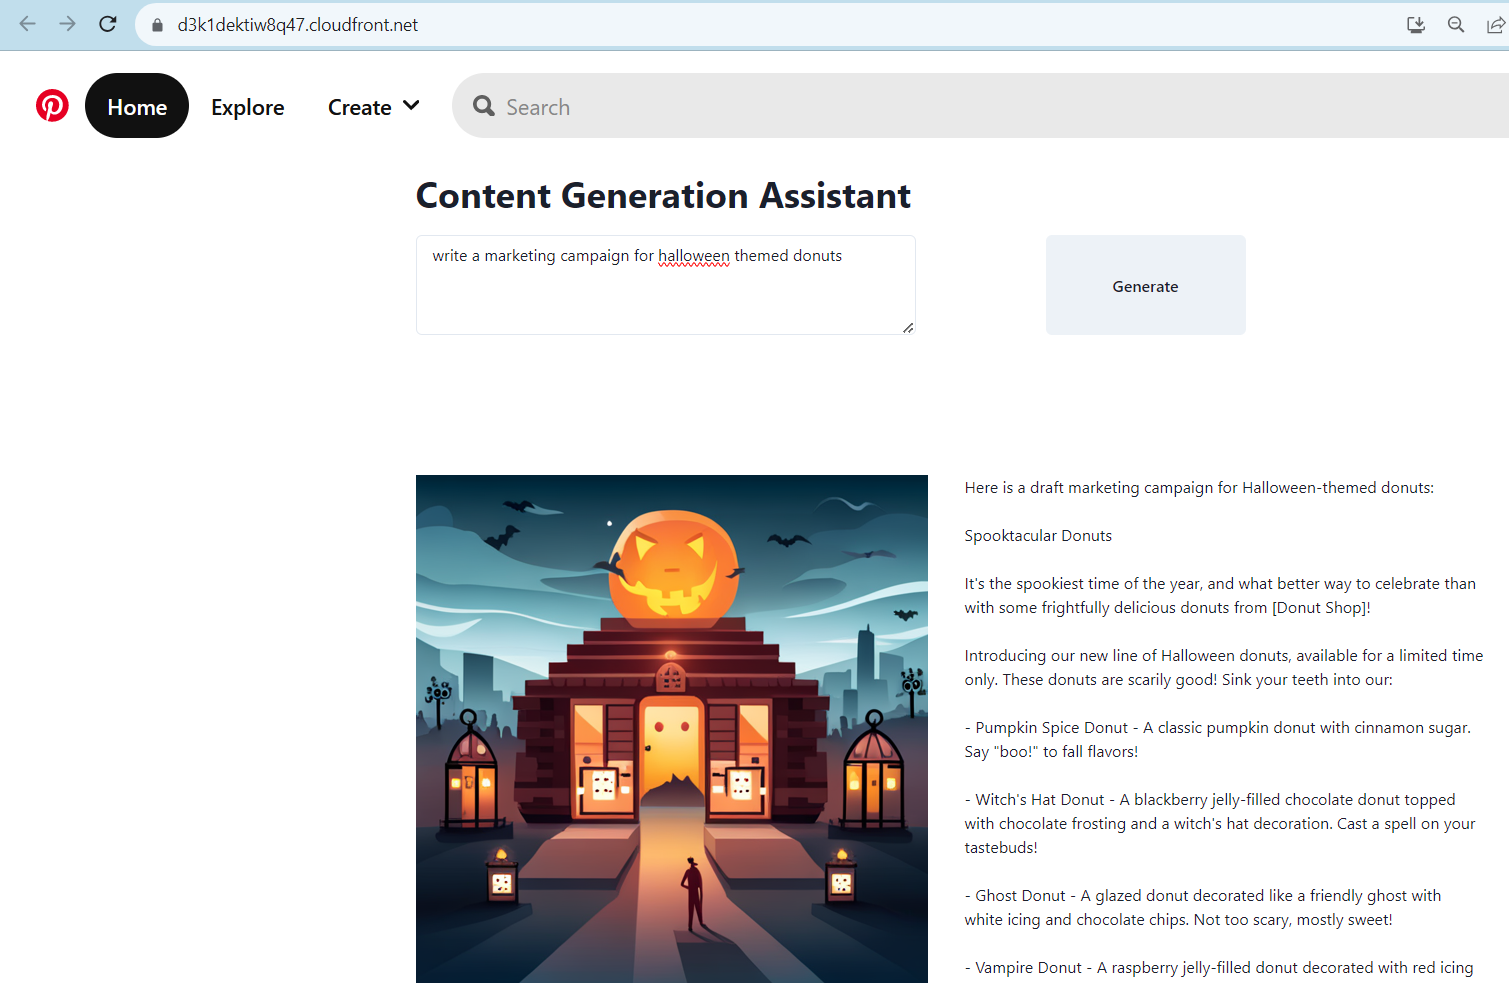 d3k1dektiw8q47.cloudfront.net
Home
Explore
Create
Search
Content Generation Assistant
write a marketing campaign for halloween themed donuts
Generate
Here is a draft marketing campaign for Halloween-themed donuts:
Spooktacular Donuts
It's the spookiest time of the year, and what better way to celebrate than
with some frightfully delicious donuts from [Donut Shop]!
Introducing our new line of Halloween donuts, available for a limited time
only. These donuts are scarily good! Sink your teeth into our:
- Pumpkin Spice Donut - A classic pumpkin donut with cinnamon sugar.
Say "boo!" to fall flavors!
- Witch's Hat Donut - A blackberry jelly-filled chocolate donut topped
with chocolate frosting and a witch's hat decoration. Cast a spell on your
tastebuds!
- Ghost Donut - A glazed donut decorated like a friendly ghost with
white icing and chocolate chips. Not too scary, mostly sweet!
- Vampire Donut - A raspberry jelly-filled donut decorated with red icing